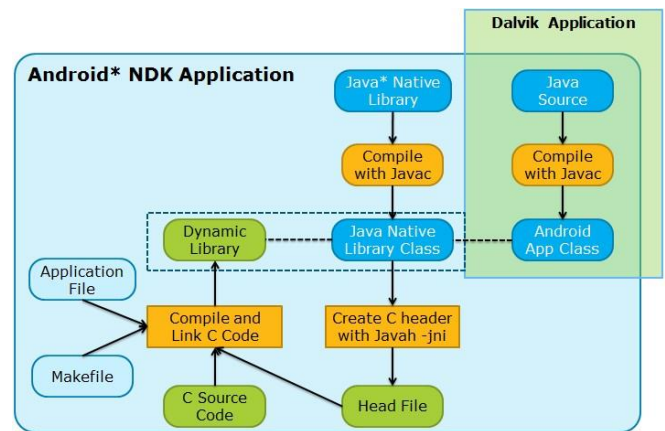 Dalvik Application
Android* NDK Application
Java* Native
Library
Java
Source
Compile
with Javac
Compile
with Javac
Dynamic
Library
Java Native
Library Class
Android
App Class
Application
File
Compile and
Link C Code
Create C header
with Javah -jni
Makefile
C Source
Code
Head File